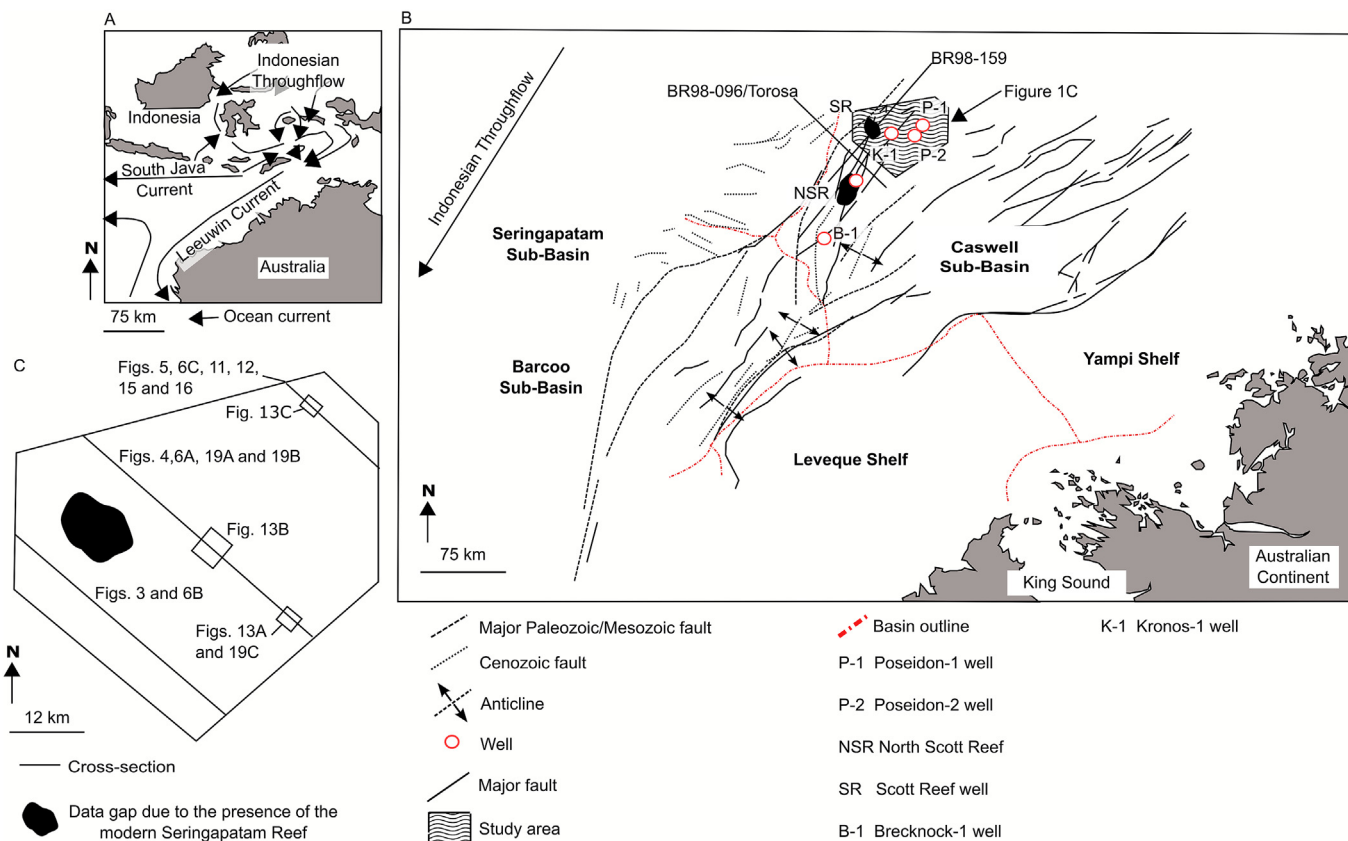 A
Indonesian
Throughflow
Indonesia
South Java
Current
Leeuwin Current
Australia
N
75 km
Ocean current
B
Indonesian Throughflow
BR98-159
BR98-096/Torosa
SR
P-1
Figure 1C
K-1
P-2
NSR
B-1
Seringapatam
Sub-Basin
Caswell
Sub-Basin
Barcoo
Sub-Basin
Yampi Shelf
Leveque Shelf
N
75 km
King Sound
Australian
Continent
C
Figs. 5, 6C, 11, 12,
15 and 16
Fig. 13C
Figs. 4,6A, 19A and 19B
Fig. 13B
Figs. 3 and 6B
Figs. 13A
and 19C
N
12 km
Cross-section
Data gap due to the presence of the
modern Seringapatam Reef
Major Paleozoic/Mesozoic fault
Cenozoic fault
Anticline
Well
Major fault
Study area
Basin outline
P-1 Poseidon-1 well
P-2 Poseidon-2 well
NSR North Scott Reef
SR Scott Reef well
B-1 Brecknock-1 well
K-1 Kronos-1 well